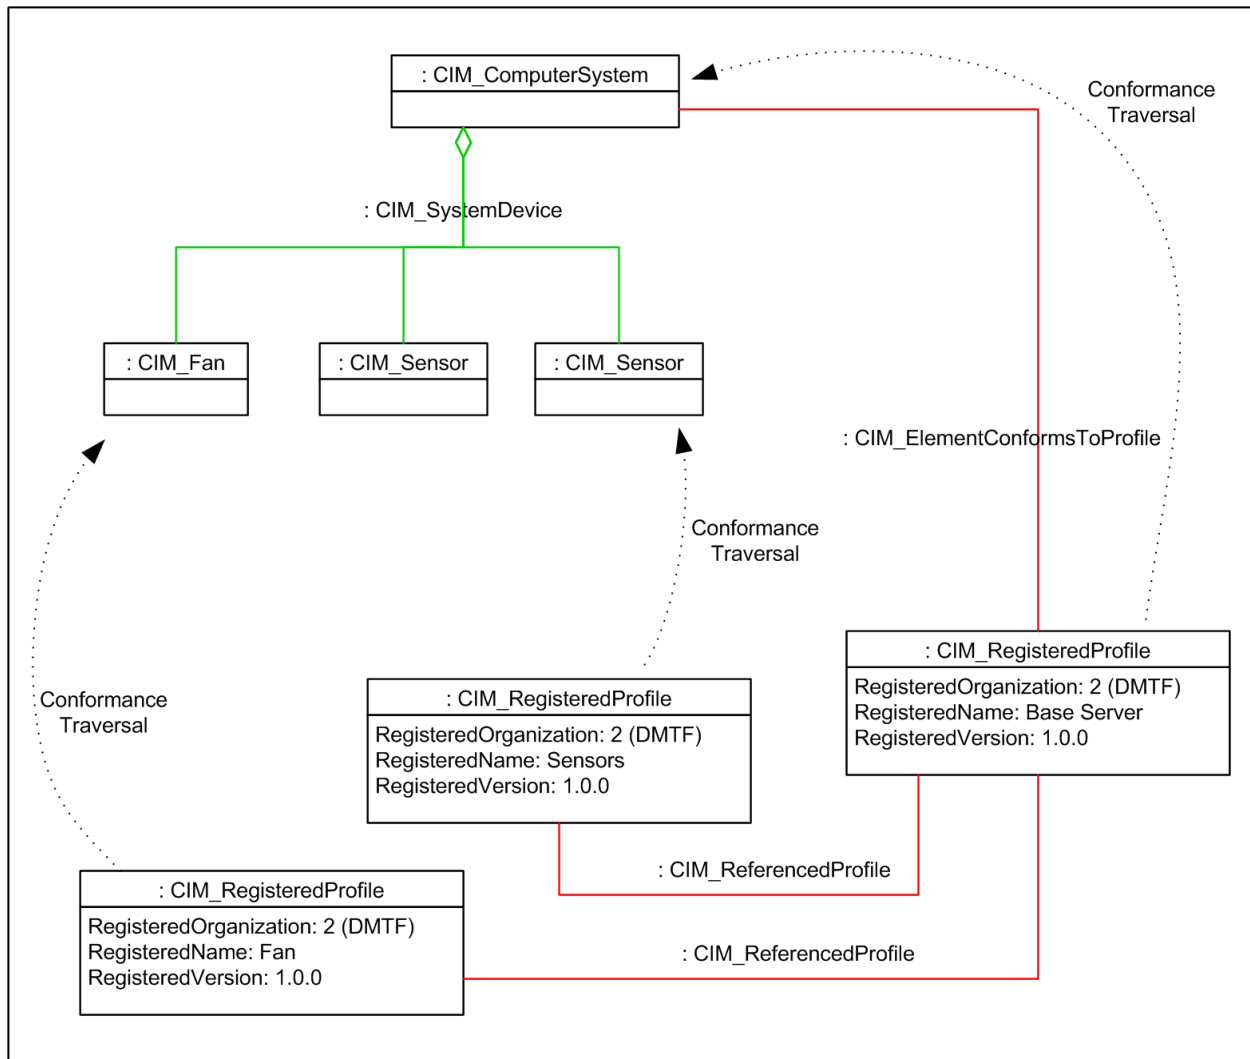 : CIM_ComputerSystem
Conformance
Traversal
: CIM_SystemDevice
: CIM_Fan
: CIM_Sensor
: CIM_Sensor
: CIM_ElementConformsToProfile
Conformance
Traversal
: CIM_RegisteredProfile
RegisteredOrganization: 2 (DMTF)
RegisteredName: Base Server
RegisteredVersion: 1.0.0
Conformance
Traversal
: CIM_RegisteredProfile
RegisteredOrganization: 2 (DMTF)
RegisteredName: Sensors
RegisteredVersion: 1.0.0
: CIM_ReferencedProfile
: CIM_RegisteredProfile
RegisteredOrganization: 2 (DMTF)
RegisteredName: Fan
RegisteredVersion: 1.0.0
: CIM_ReferencedProfile